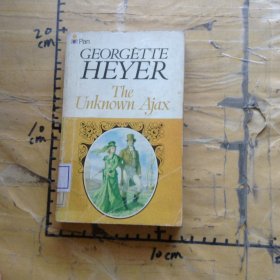 20
cm
Pan
GEORGETTE
HEYER
The
Unknown Ajax
10
cm
10cm